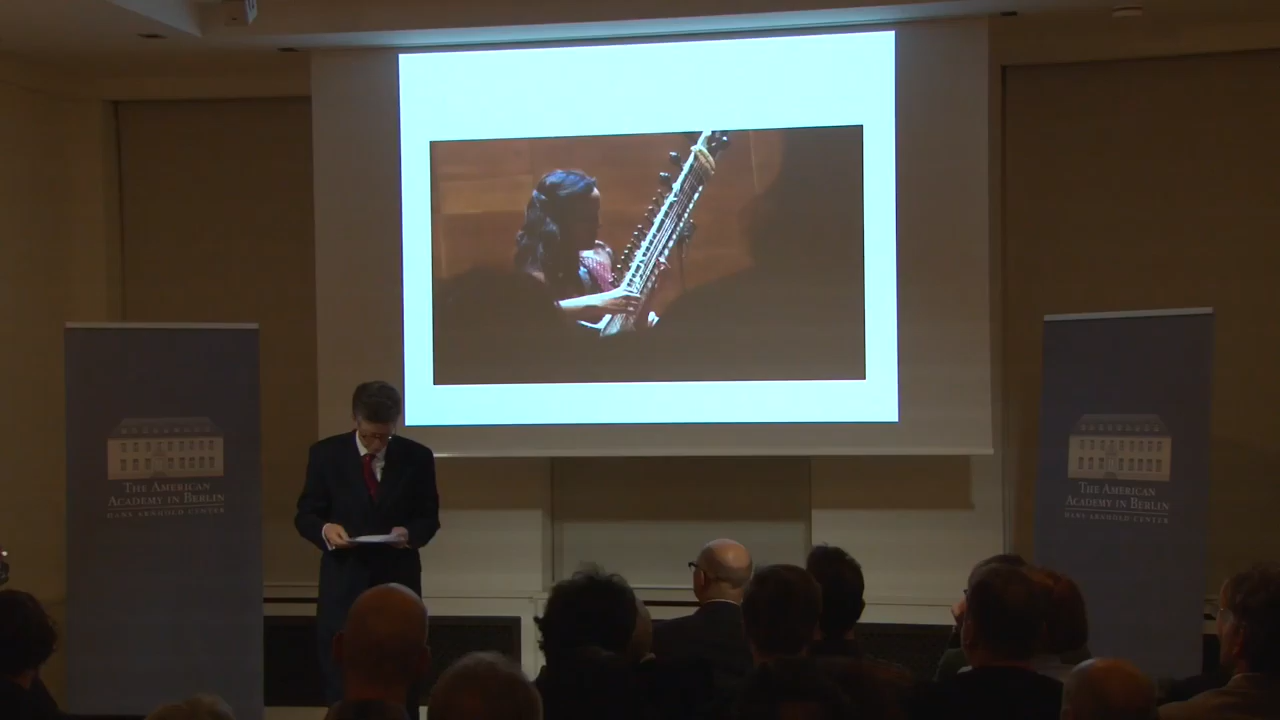 THE AMERICAN
ACADEMY IN BERLIN
HANS ARNHOLD CENTER
THE AMERICAN
ACADEMY IN BERLIN
HANS ARNHOLD CENTER